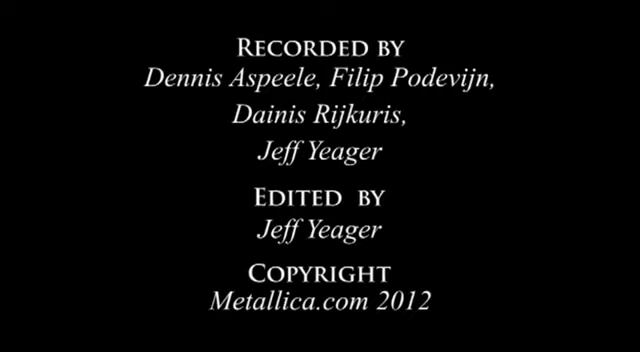 RECORDED BY
Dennis Aspeele, Filip Podevijn,
Dainis Rijkuris,
Jeff Yeager
EDITED BY
Jeff Yeager
COPYRIGHT
Metallica.com 2012